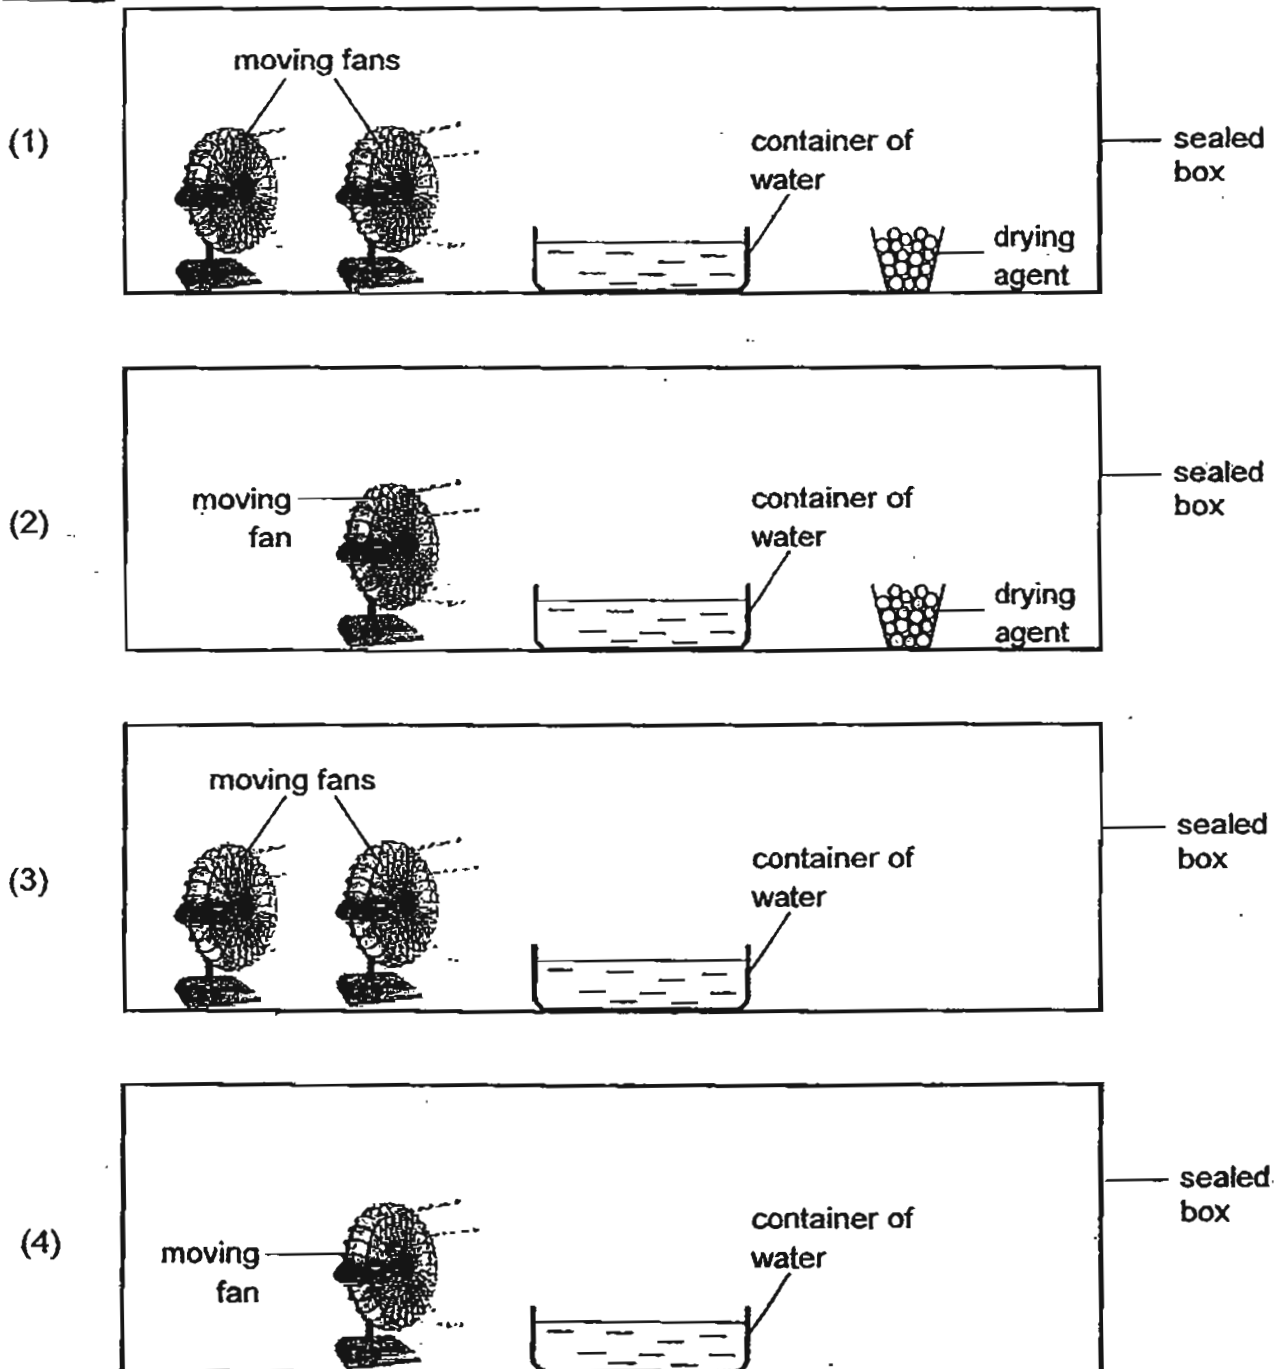 moving fans
(1)
container of
water
sealed
box
drying
agent
(2)
moving
fan
container of
water
sealed
box
drying
agent
moving fans
(3)
container of
water
sealed
box
(4)
moving
fan
container of
water
sealed
box